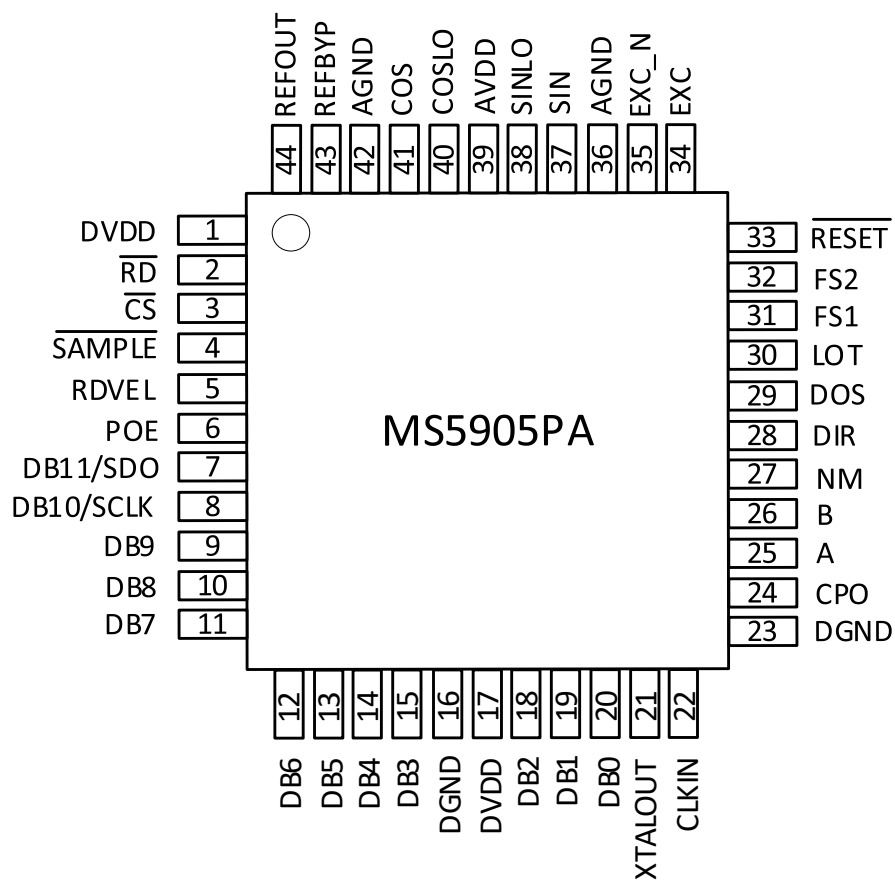 REFOUT REFBYP AGND COS COSLO AVDD SINLO SIN AGND EXC_N EXC
44 43 42 41 40 39 38 37 36 35 34
DVDD 1
RD 2
CS 3
SAMPLE 4
RDVEL 5
POE 6
DB11/SDO 7
DB10/SCLK 8
DB9 9
DB8 10
DB7 11
MS5905PA
33 RESET
32 FS2
31 FS1
30 LOT
29 DOS
28 DIR
27 NM
26 B
25 A
24 CPO
23 DGND
12 13 14 15 16 17 18 19 20 21 22
DB6 DB5 DB4 DB3 DGND DVDD DB2 DB1 DB0 XTALOUT CLKIN